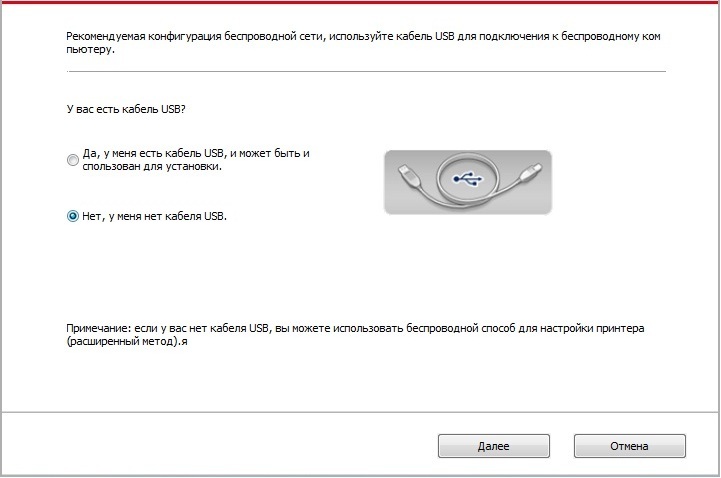 Рекомендуемая конфигурация беспроводной сети, используйте кабель USB для подключения к беспроводному ком
пьютеру.
У вас есть кабель USB?
Да, у меня есть кабель USB, и может быть и
спользован для установки.
Нет, у меня нет кабеля USB.
Примечание: если у вас нет кабеля USB, вы можете использовать беспроводной способ для настройки принтера
(расширенный метод).я
Далее
Отмена